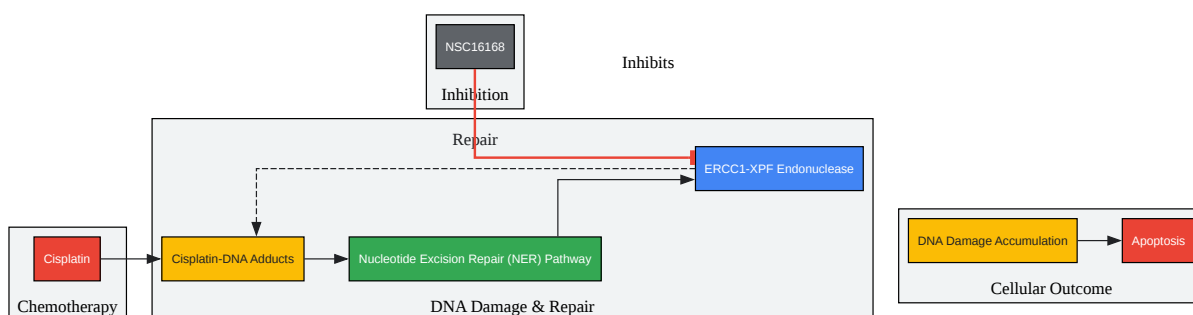 NSC16168
Inhibits
Inhibition
Repair
ERCC1-XPF Endonuclease
Cisplatin
Cisplatin-DNA Adducts
Nucleotide Excision Repair (NER) Pathway
DNA Damage Accumulation
Apoptosis
Chemotherapy
DNA Damage & Repair
Cellular Outcome